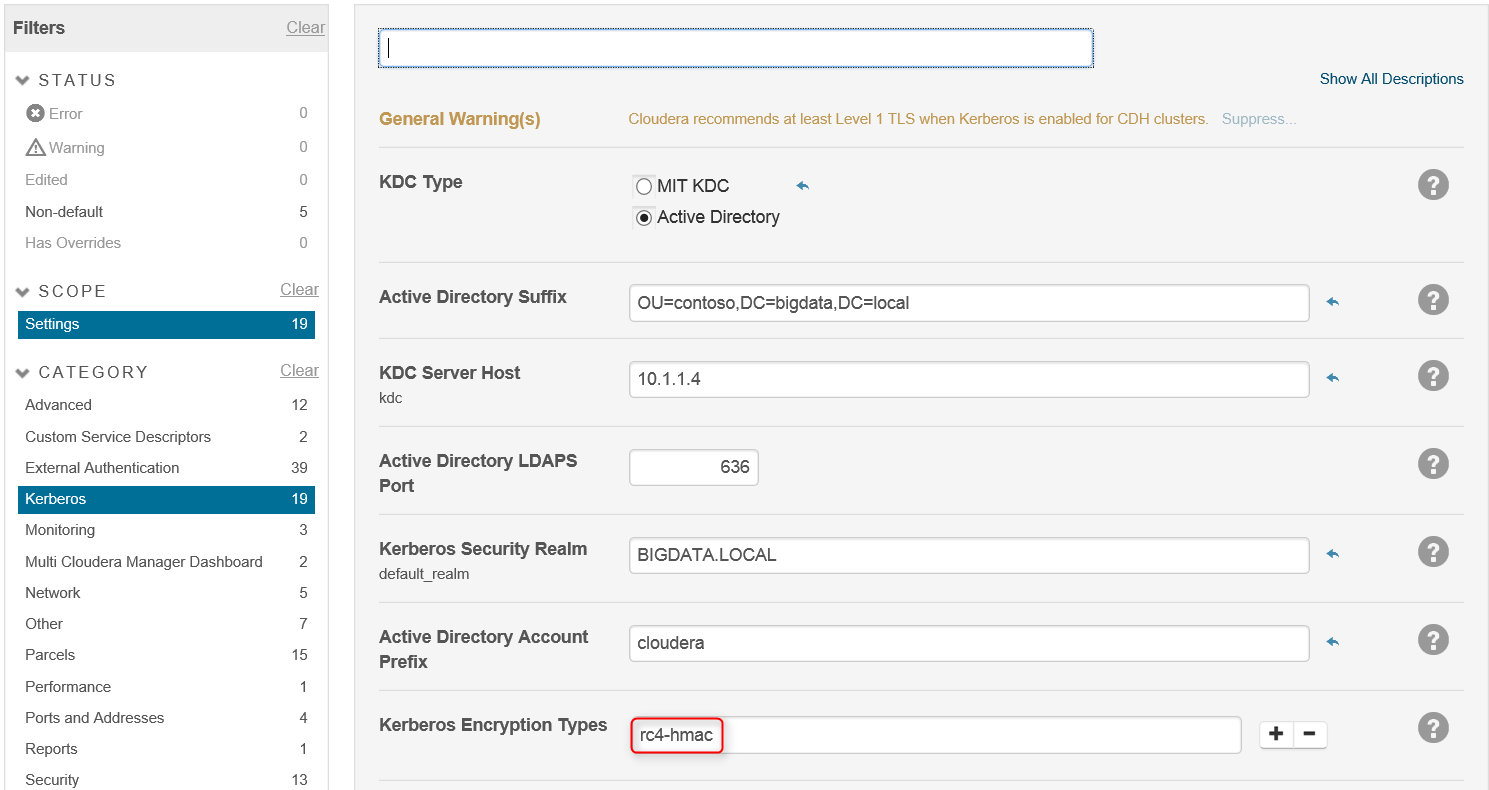 Filters Clear
STATUS
Error 0
Warning 0
Edited 0
Non-default 5
Has Overrides 0
SCOPE Clear
Settings 19
CATEGORY Clear
Advanced 12
Custom Service Descriptors 2
External Authentication 39
Kerberos 19
Monitoring 3
Multi Cloudera Manager Dashboard 2
Network 5
Other 7
Parcels 15
Performance 1
Ports and Addresses 4
Reports 1
Security 13
Show All Descriptions
General Warning(s) Cloudera recommends at least Level 1 TLS when Kerberos is enabled for CDH clusters. Suppress...
KDC Type MIT KDC ?
Active Directory
Active Directory Suffix OU=contoso,DC=bigdata,DC=local ?
KDC Server Host 10.1.1.4 ?
kdc
Active Directory LDAPS 636 ?
Port
Kerberos Security Realm BIGDATA.LOCAL ?
default_realm
Active Directory Account cloudera ?
Prefix
Kerberos Encryption Types rc4-hmac + − ?